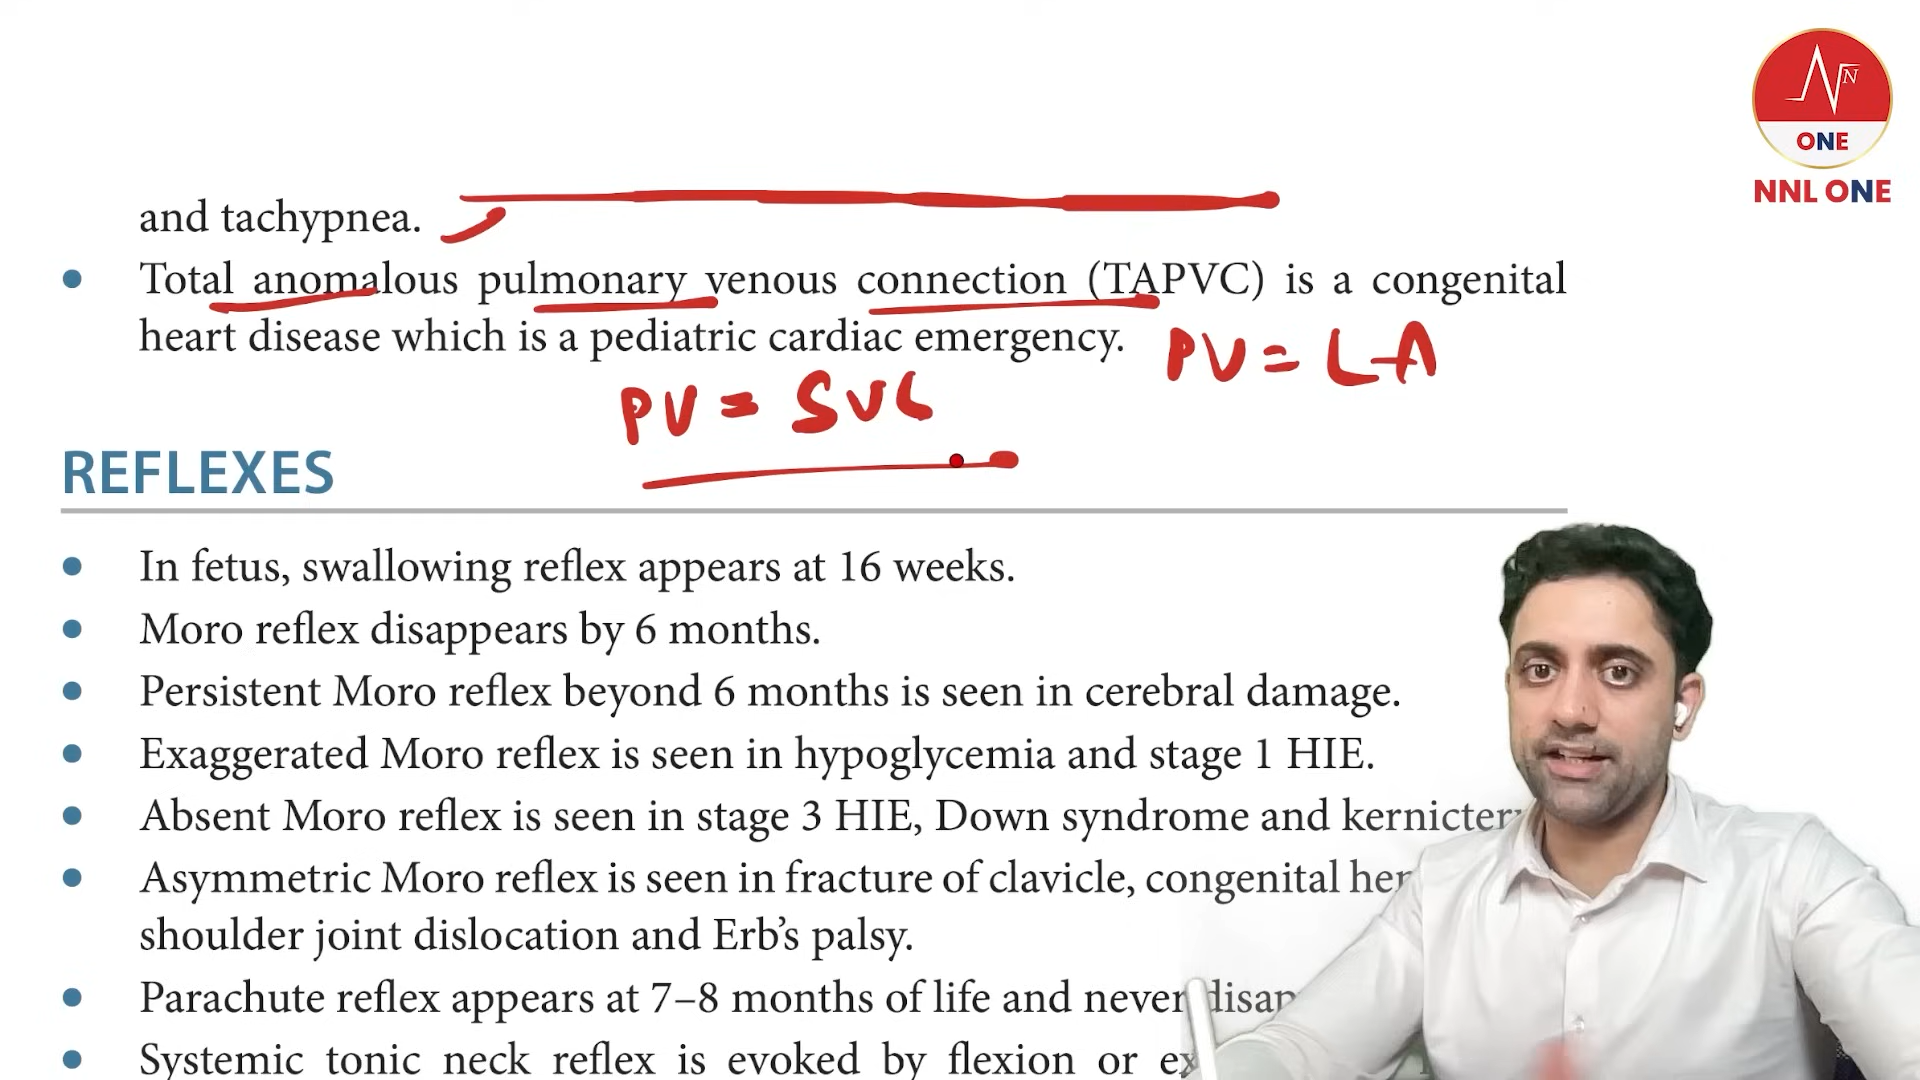 N
ONE
NNL ONE
and tachypnea.
• Total anomalous pulmonary venous connection (TAPVC) is a congenital
heart disease which is a pediatric cardiac emergency.
PV = LA
PV = SVC
REFLEXES
• In fetus, swallowing reflex appears at 16 weeks.
• Moro reflex disappears by 6 months.
• Persistent Moro reflex beyond 6 months is seen in cerebral damage.
• Exaggerated Moro reflex is seen in hypoglycemia and stage 1 HIE.
• Absent Moro reflex is seen in stage 3 HIE, Down syndrome and
• Asymmetric Moro reflex is seen in fracture of clavicle, congenital
shoulder joint dislocation and Erb's palsy.
• Parachute reflex appears at 7–8 months of life and never
• Systemic tonic neck reflex is evoked by flexion or